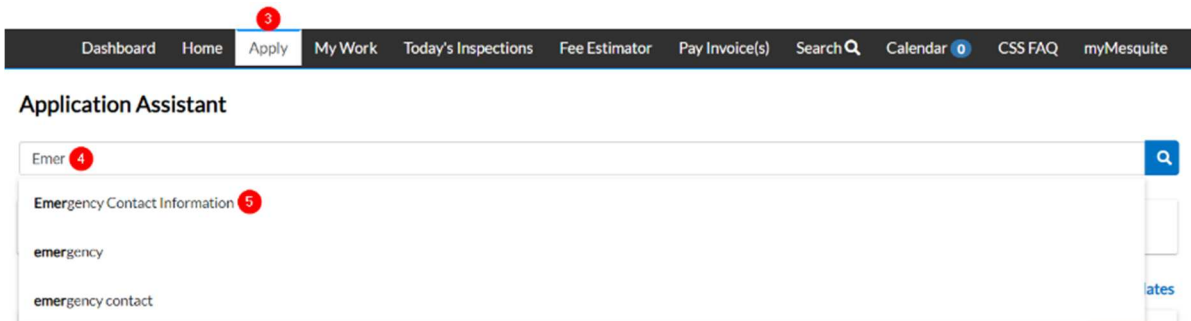 3
Dashboard Home Apply My Work Today's Inspections Fee Estimator Pay Invoice(s) Search Calendar 0 CSS FAQ myMesquite
Application Assistant
Emer 4
Emergency Contact Information 5
emergency
emergency contact
lates